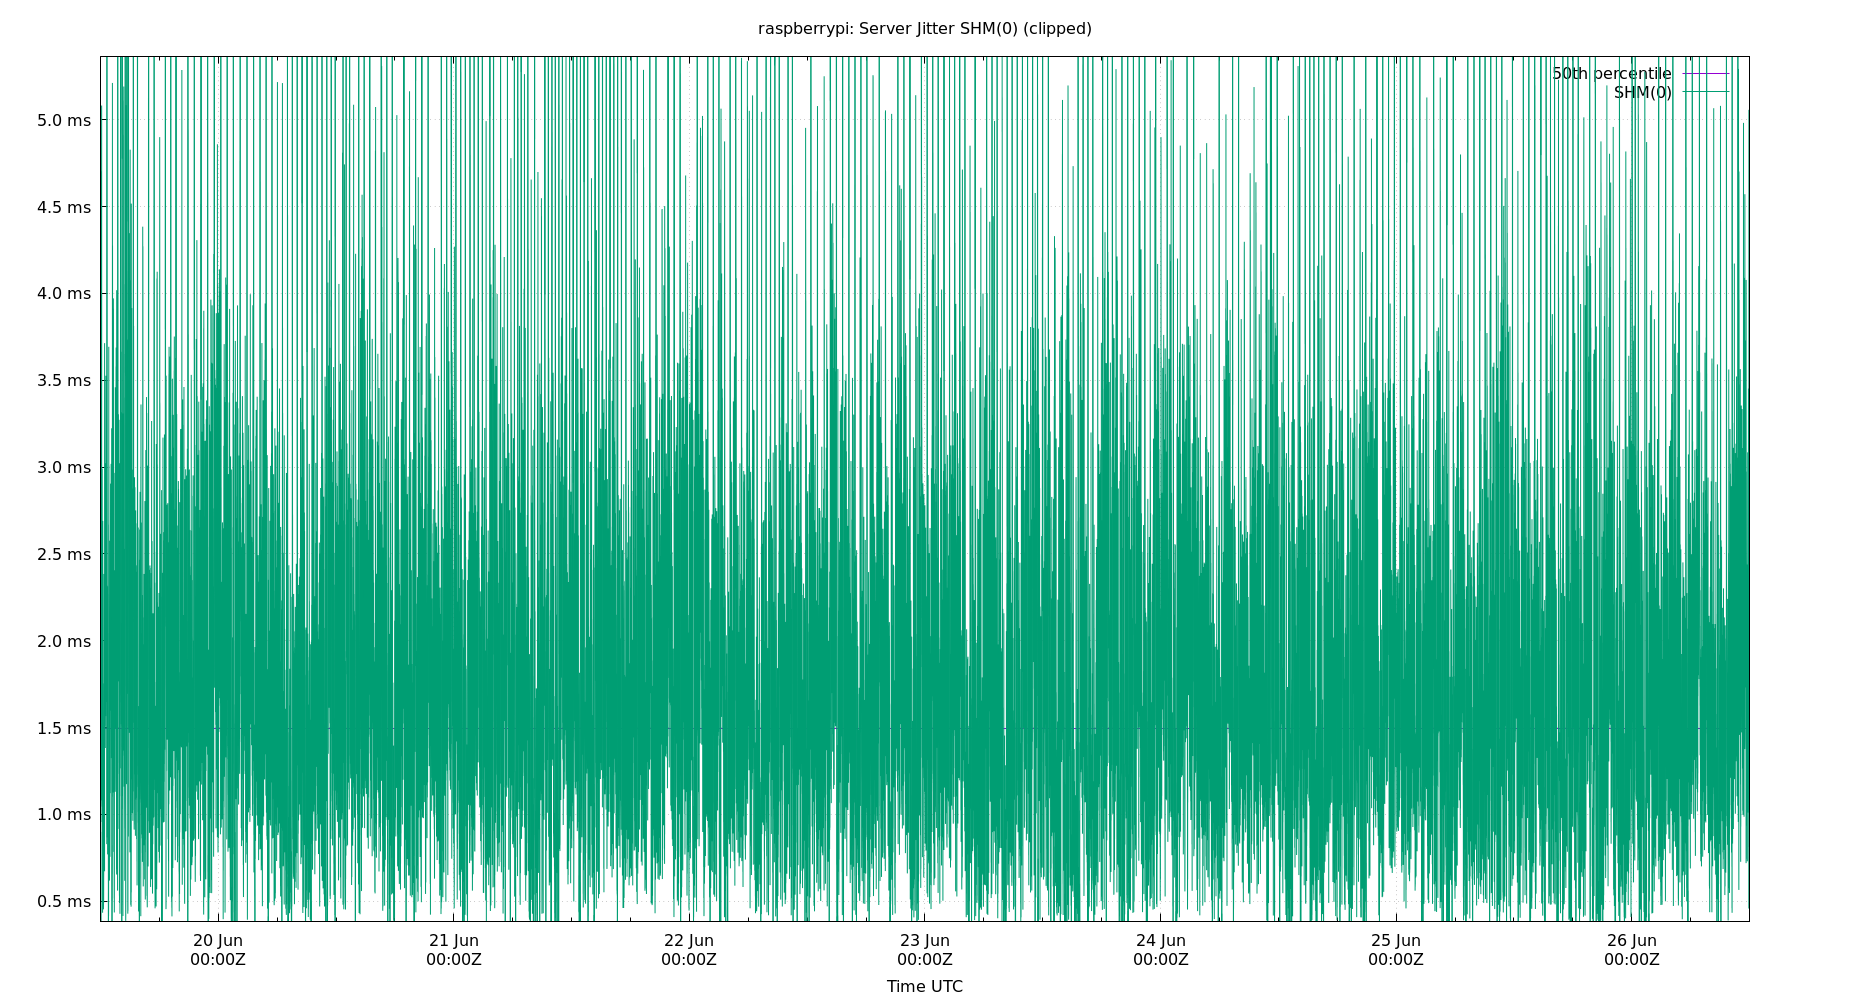 raspberrypi: Server Jitter SHM(0) (clipped)
50th percentile
SHM(0)
5.0 ms
4.5 ms
4.0 ms
3.5 ms
3.0 ms
2.5 ms
2.0 ms
1.5 ms
1.0 ms
0.5 ms
20 Jun 21 Jun 22 Jun 23 Jun 24 Jun 25 Jun 26 Jun
00:00Z 00:00Z 00:00Z 00:00Z 00:00Z 00:00Z 00:00Z
Time UTC